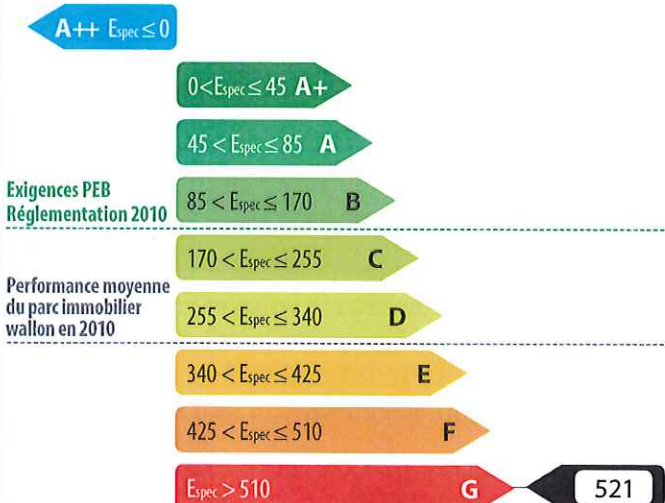 A++ Espec ≤ 0
0 < Espec ≤ 45 A+
45 < Espec ≤ 85 A
Exigences PEB
Réglementation 2010
85 < Espec ≤ 170 B
170 < Espec ≤ 255 C
Performance moyenne
du parc immobilier
wallon en 2010
255 < Espec ≤ 340 D
340 < Espec ≤ 425 E
425 < Espec ≤ 510 F
Espec > 510 G
521